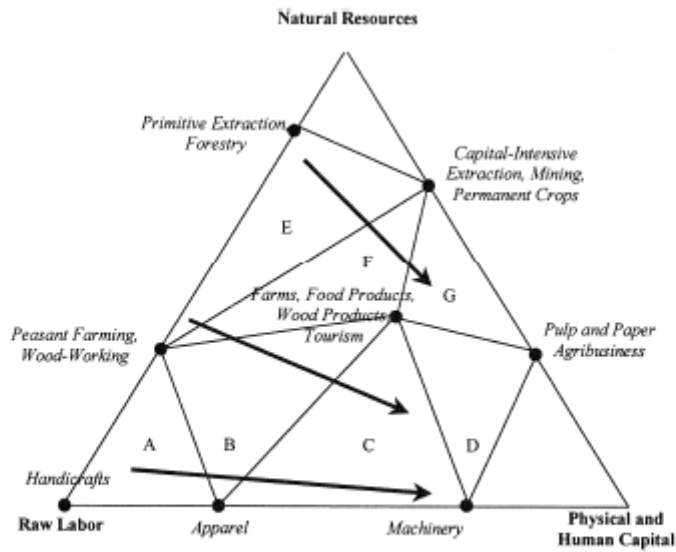 Natural Resources
Primitive Extraction,
Forestry
Capital-Intensive
Extraction, Mining,
Permanent Crops
E
F
G
Farms, Food Products,
Wood Products
Tourism
Peasant Farming,
Wood-Working
Pulp and Paper
Agribusiness
A
B
C
D
Handicrafts
Raw Labor
Apparel
Machinery
Physical and
Human Capital